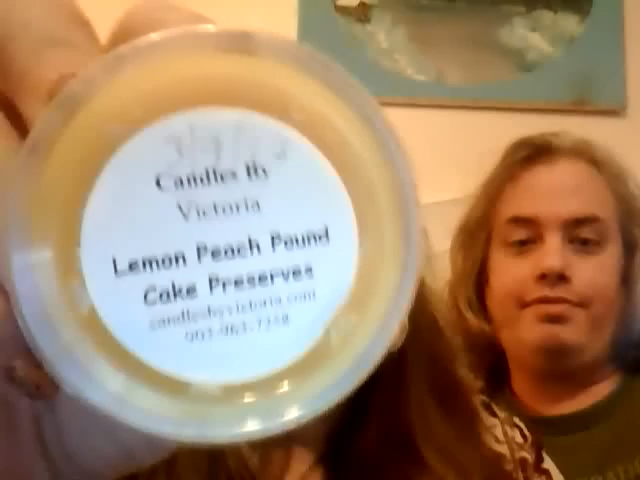 Candles By
Victoria
Lemon Peach Pound
Cake Preserves
candlesbyvictoria.com